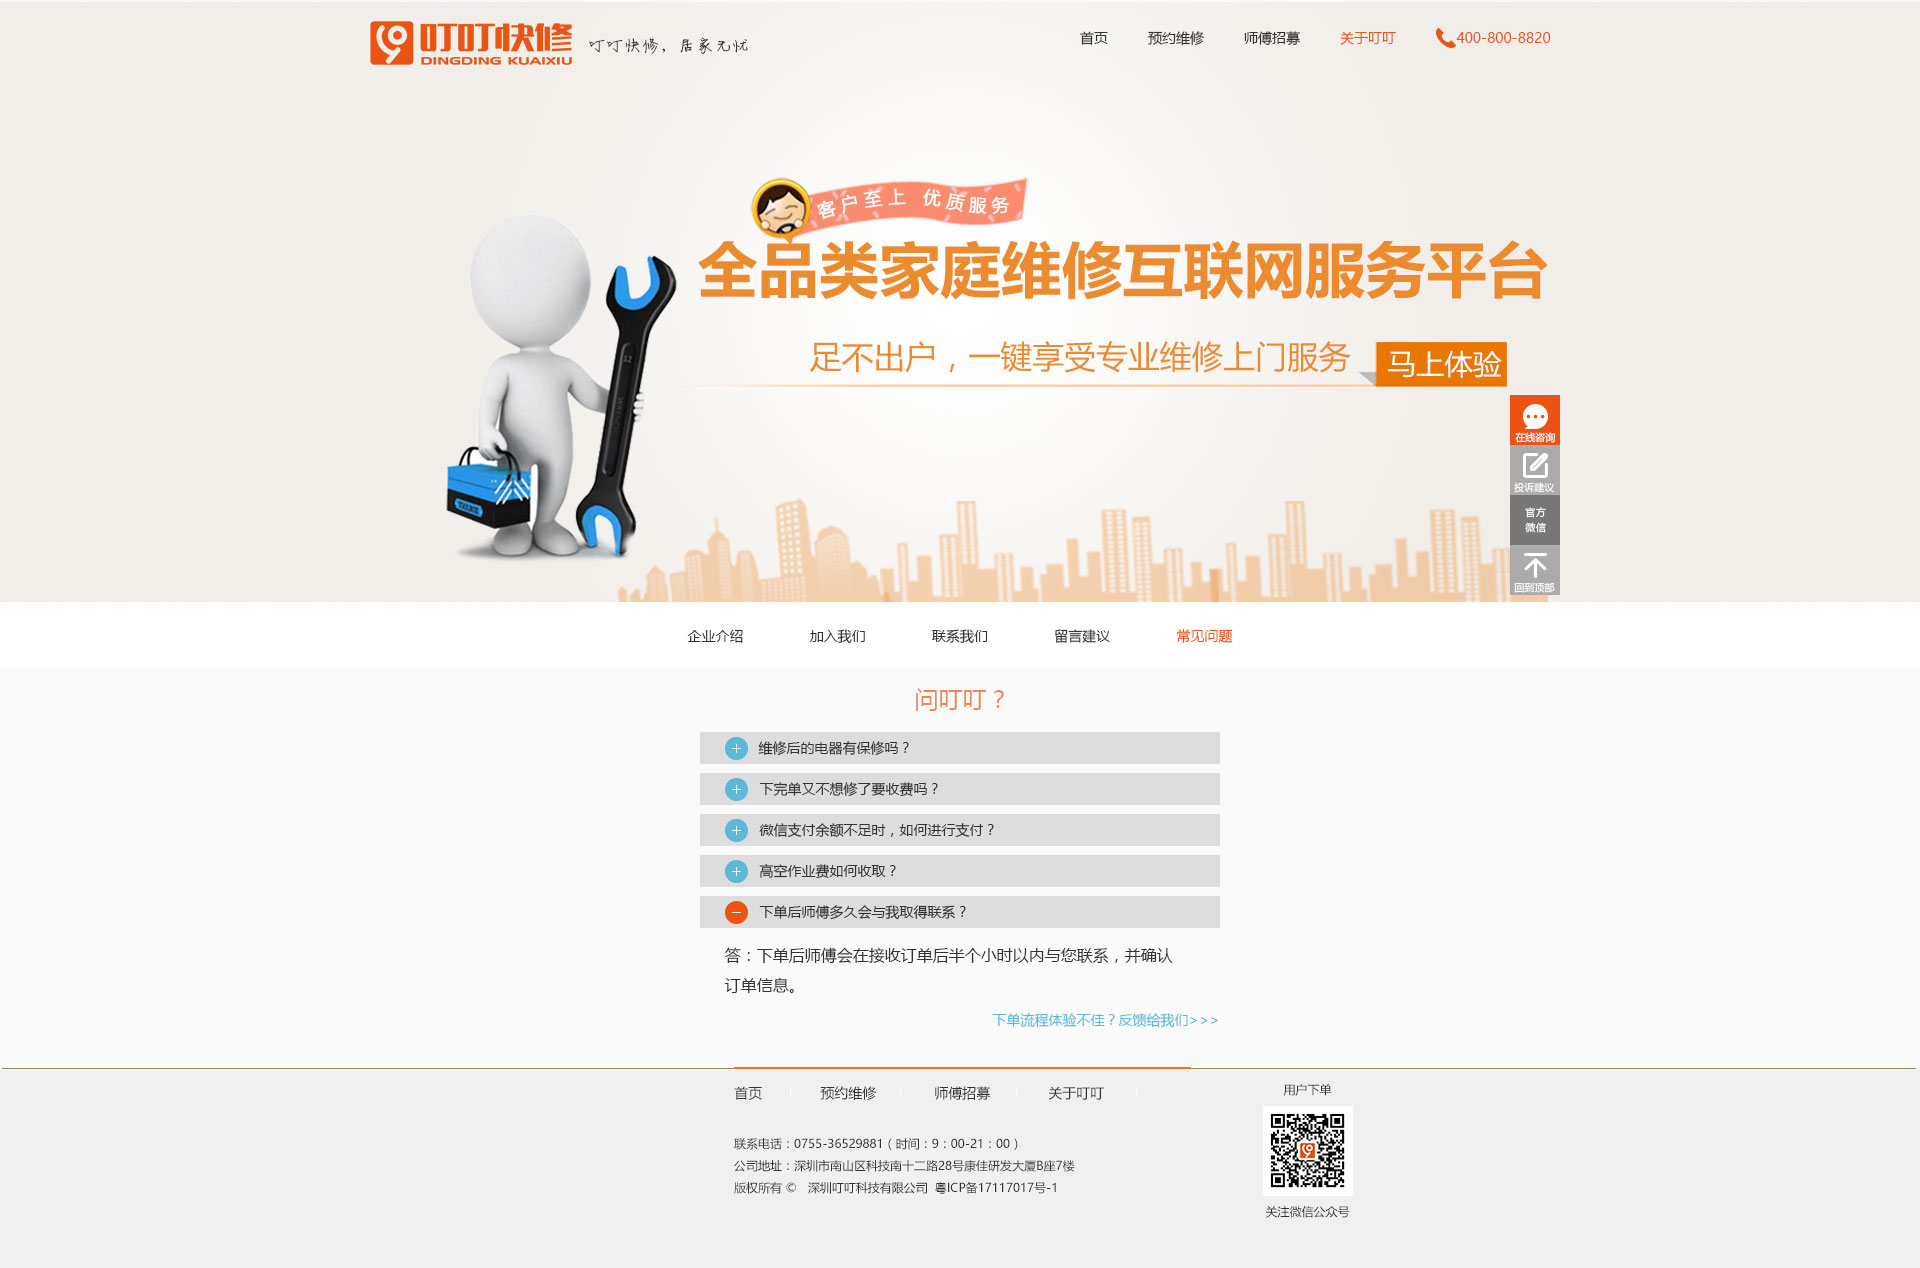 叮叮快修
DINGDING KUAIXIU
叮叮快修，居家无忧
首页 预约维修 师傅招募 关于叮叮 400-800-8820
客户至上 优质服务
全品类家庭维修互联网服务平台
足不出户，一键享受专业维修上门服务
马上体验
12
在线咨询
投诉建议
官方
微信
回到顶部
企业介绍 加入我们 联系我们 留言建议 常见问题
问叮叮？
维修后的电器有保修吗？
下完单又不想修了要收费吗？
微信支付余额不足时，如何进行支付？
高空作业费如何收取？
下单后师傅多久会与我取得联系？
答：下单后师傅会在接收订单后半个小时以内与您联系，并确认
订单信息。
下单流程体验不佳？反馈给我们>>>
首页 预约维修 师傅招募 关于叮叮
用户下单
联系电话：0755-36529881（时间：9：00-21：00）
公司地址：深圳市南山区科技南十二路28号康佳研发大厦B座7楼
版权所有 © 深圳叮叮科技有限公司 粤ICP备17117017号-1
关注微信公众号